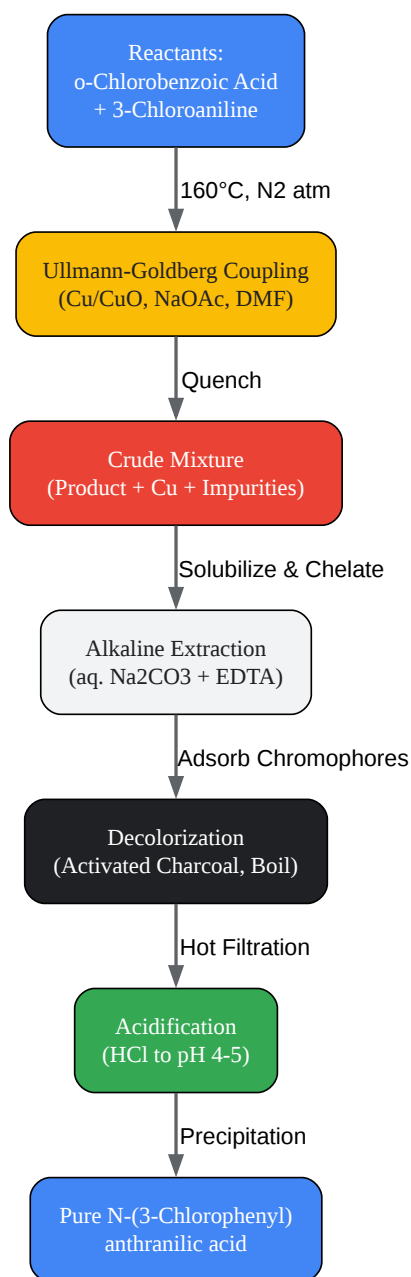 Reactants:
o-Chlorobenzoic Acid
+ 3-Chloroaniline
160°C, N2 atm
Ullmann-Goldberg Coupling
(Cu/CuO, NaOAc, DMF)
Quench
Crude Mixture
(Product + Cu + Impurities)
Solubilize & Chelate
Alkaline Extraction
(aq. Na2CO3 + EDTA)
Adsorb Chromophores
Decolorization
(Activated Charcoal, Boil)
Hot Filtration
Acidification
(HCl to pH 4-5)
Precipitation
Pure N-(3-Chlorophenyl)
anthranilic acid